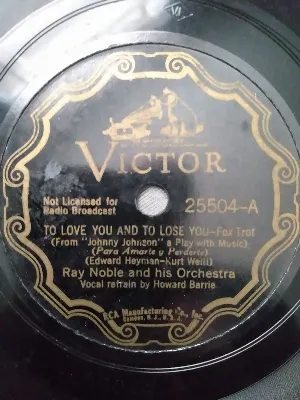 VI
VICTOR
Not Licensed for
Radio Broadcast
25504-A
TO LOVE YOU AND TO LOSE YOU-Fox Trot
(From "Johnny Johnson" a Play with Music)
(Para Amarte y Perderte)
(Edward Heyman-Kurt Weill)
Ray Noble and his Orchestra
Vocal refrain by Howard Barrie
RCA Manufacturing Co., Inc.
Camden, N. J., U. S. A.